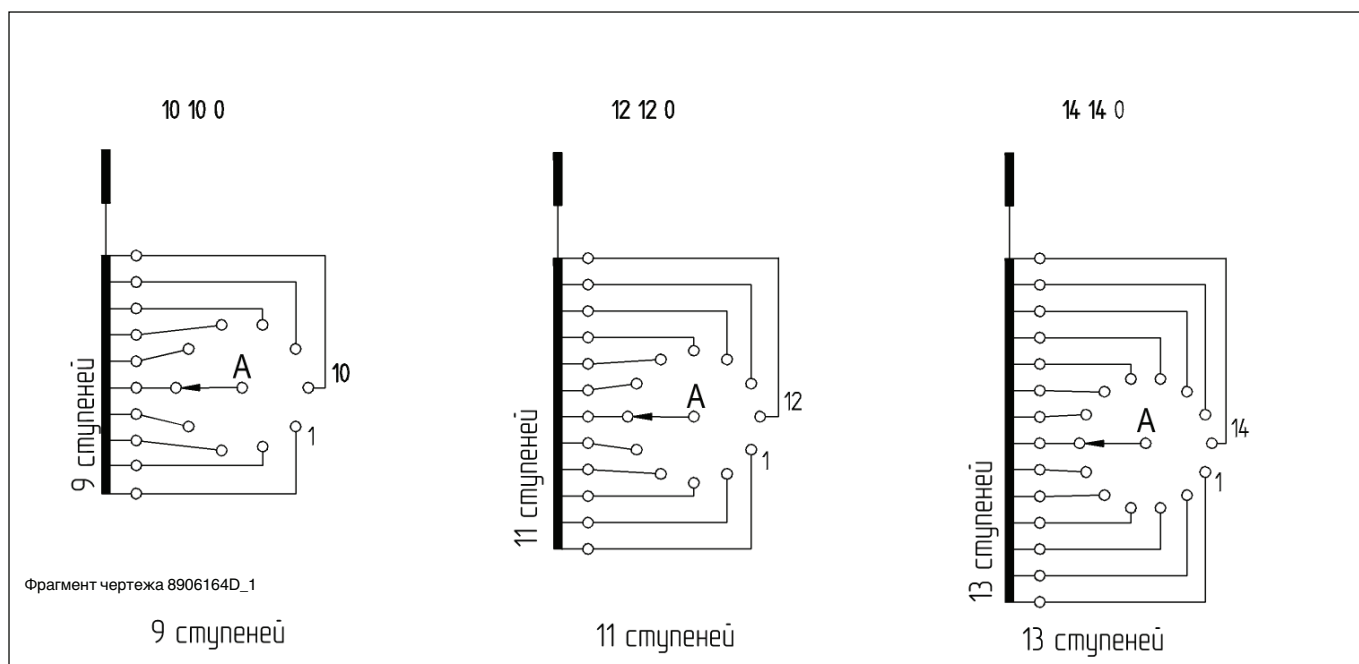 10 10 0
12 12 0
14 14 0
A
10
1
9 ступеней
A
12
1
11 ступеней
A
14
1
13 ступеней
Фрагмент чертежа 8906164D_1
9 ступеней
11 ступеней
13 ступеней